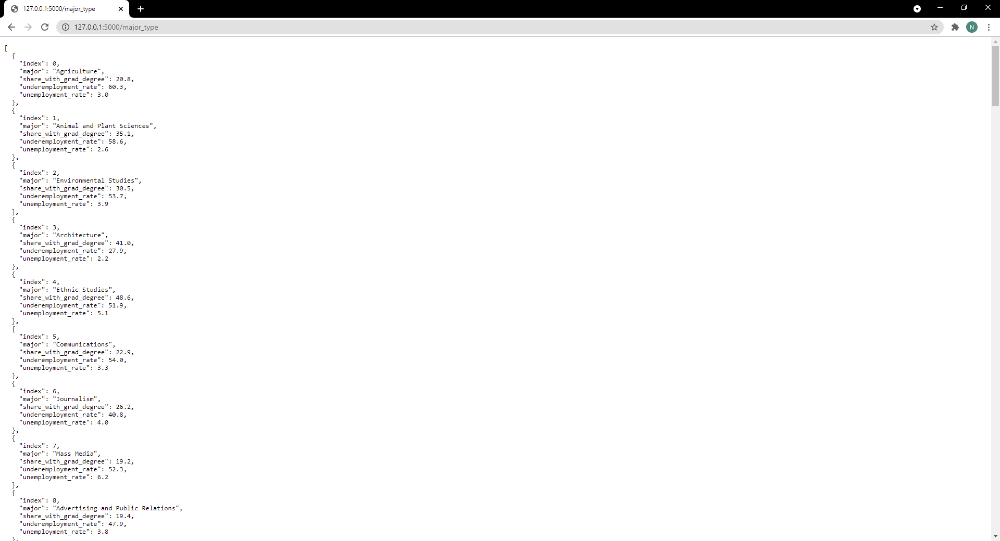 127.0.0.1:5000/major_type
127.0.0.1:5000/major_type
N
[
  {
    "index": 0,
    "major": "Agriculture",
    "share_with_grad_degree": 20.8,
    "underemployment_rate": 60.3,
    "unemployment_rate": 3.0
  },
  {
    "index": 1,
    "major": "Animal and Plant Sciences",
    "share_with_grad_degree": 35.1,
    "underemployment_rate": 58.6,
    "unemployment_rate": 2.6
  },
  {
    "index": 2,
    "major": "Environmental Studies",
    "share_with_grad_degree": 30.5,
    "underemployment_rate": 53.7,
    "unemployment_rate": 3.9
  },
  {
    "index": 3,
    "major": "Architecture",
    "share_with_grad_degree": 41.0,
    "underemployment_rate": 27.9,
    "unemployment_rate": 2.2
  },
  {
    "index": 4,
    "major": "Ethnic Studies",
    "share_with_grad_degree": 48.6,
    "underemployment_rate": 51.9,
    "unemployment_rate": 5.1
  },
  {
    "index": 5,
    "major": "Communications",
    "share_with_grad_degree": 22.9,
    "underemployment_rate": 54.0,
    "unemployment_rate": 3.3
  },
  {
    "index": 6,
    "major": "Journalism",
    "share_with_grad_degree": 26.2,
    "underemployment_rate": 40.8,
    "unemployment_rate": 4.0
  },
  {
    "index": 7,
    "major": "Mass Media",
    "share_with_grad_degree": 19.2,
    "underemployment_rate": 52.3,
    "unemployment_rate": 6.2
  },
  {
    "index": 8,
    "major": "Advertising and Public Relations",
    "share_with_grad_degree": 19.4,
    "underemployment_rate": 47.9,
    "unemployment_rate": 3.8
  },